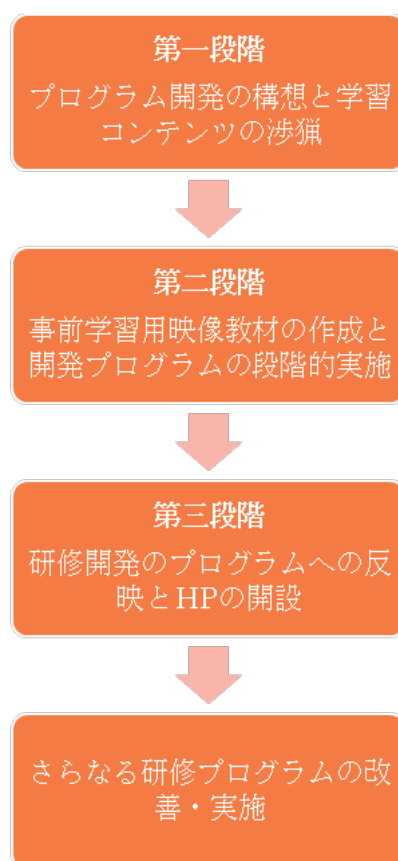 第一段階
プログラム開発の構想と学習
コンテンツの渉猟
第二段階
事前学習用映像教材の作成と
開発プログラムの段階的実施
第三段階
研修開発のプログラムへの反
映とHPの開設
さらなる研修プログラムの改
善・実施